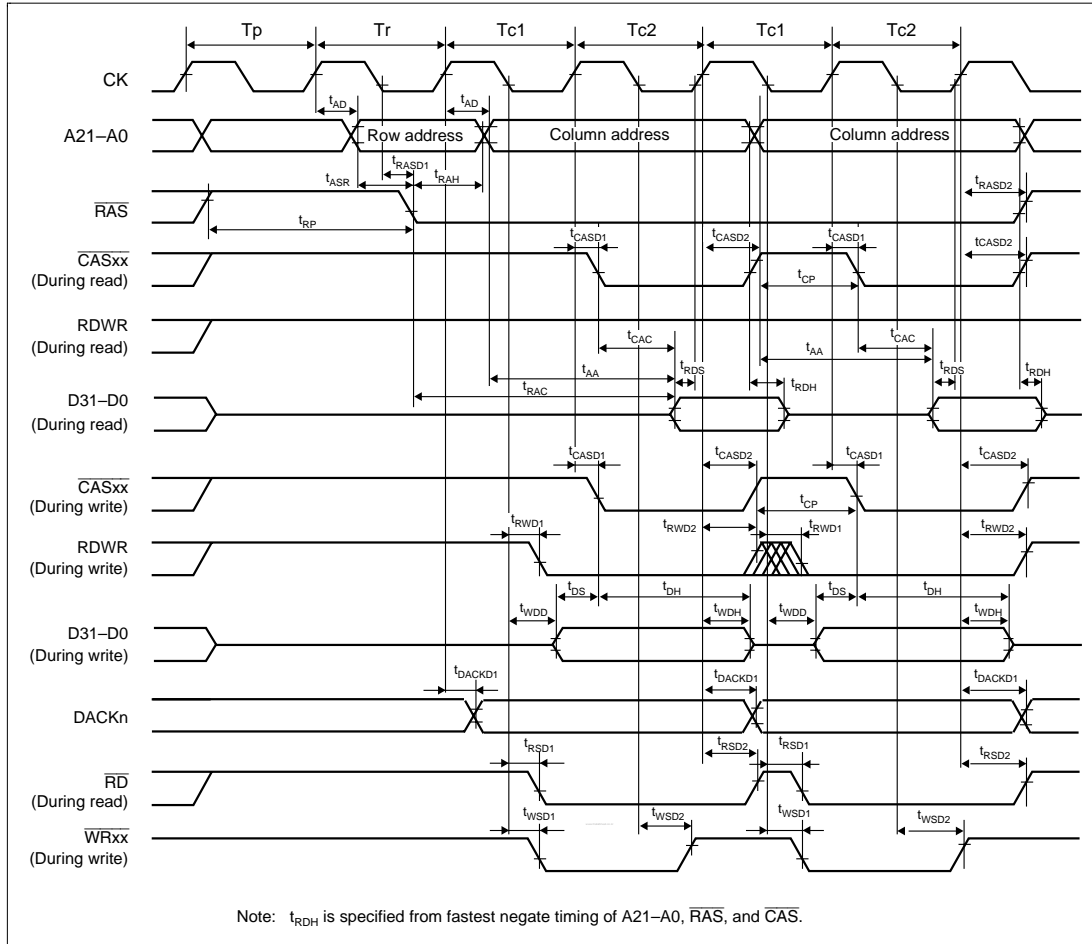 Tp Tr Tc1 Tc2 Tc1 Tc2
CK
tAD tAD
A21–A0 Row address Column address Column address
tRASD1
tASR tRAH tRASD2
RAS
tRP
tCASD1 tCASD2 tCASD1 tCASD2
CASxx
(During read)
tCP
RDWR
(During read)
tCAC tCAC
tAA tAA
tRDS tRDS tRDH
tRAC tRDH
D31–D0
(During read)
tCASD1 tCASD2 tCASD1 tCASD2
CASxx
(During write)
tCP
tRWD1 tRWD2 tRWD1 tRWD2
RDWR
(During write)
tDS tDH tDS tDH
tWDD tWDH tWDD tWDH
D31–D0
(During write)
tDACKD1 tDACKD1 tDACKD1
DACKn
tRSD1 tRSD2 tRSD1 tRSD2
RD
(During read)
tWSD1 tWSD2 tWSD1 tWSD2
WRxx
(During write)
Note: tRDH is specified from fastest negate timing of A21–A0, RAS, and CAS.